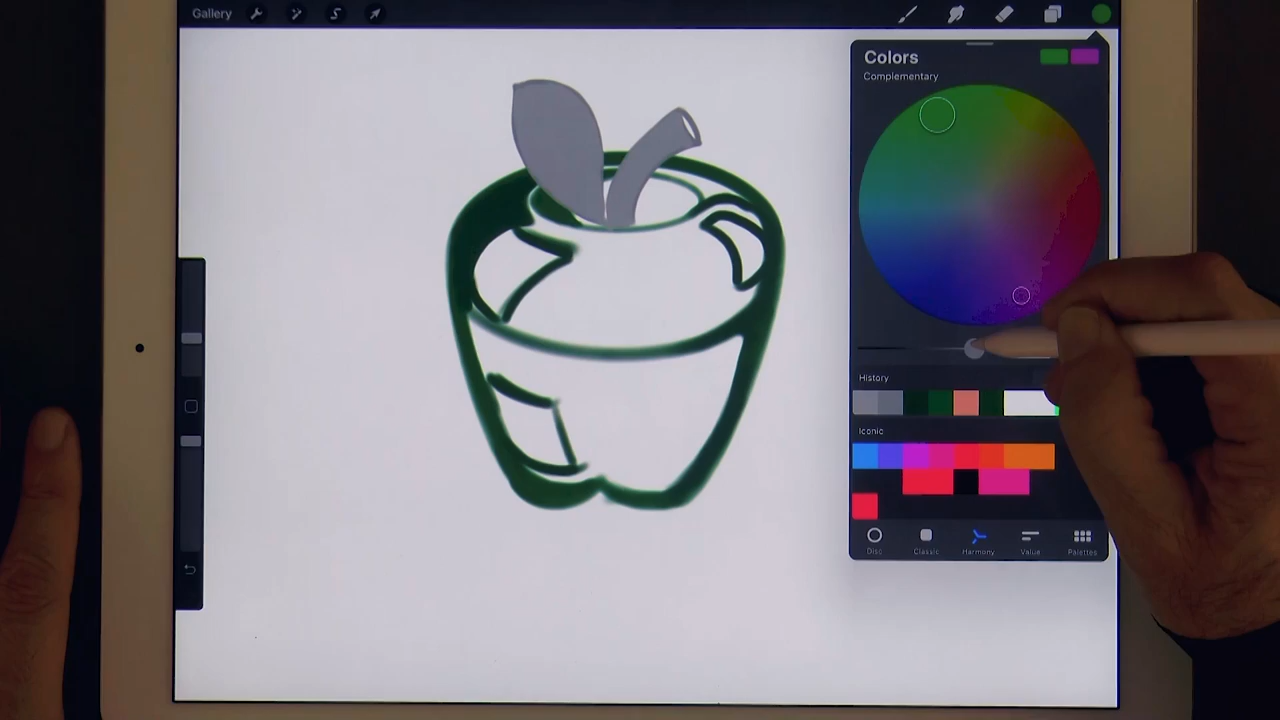 Gallery
Colors
Complementary
History
Iconic
Disc Classic Harmony Value Palettes